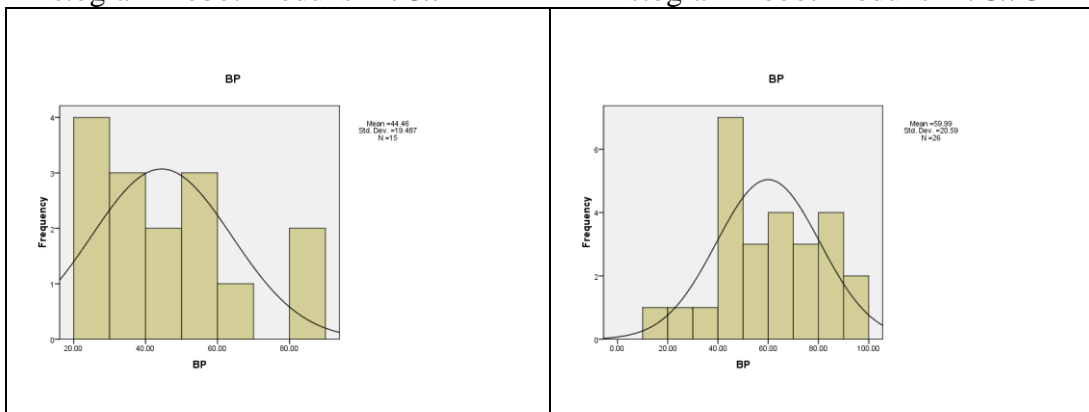 BP
Mean =44.46
Std. Dev. =19.487
N =15
Frequency
4
3
2
1
0
20.00 40.00 60.00 80.00
BP
BP
Mean =59.99
Std. Dev. =20.59
N =26
Frequency
6
4
2
0
0.00 20.00 40.00 60.00 80.00 100.00
BP